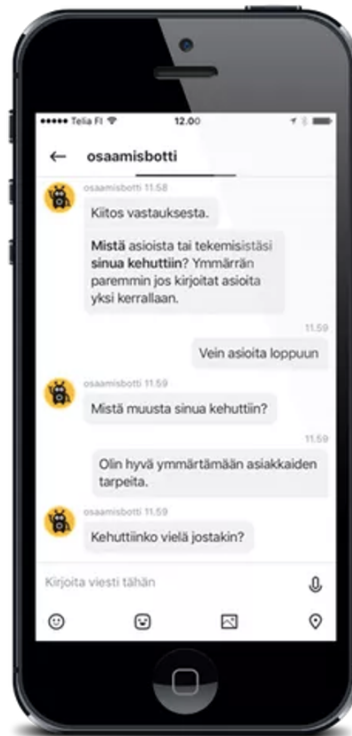 Telia FI
12.00
osaamisbotti
osaamisbotti 11.58
Kiitos vastauksesta.
Mistä asioista tai tekemisistäsi
sinua kehuttiin? Ymmärrän
paremmin jos kirjoitat asioita
yksi kerrallaan.
11.59
Vein asioita loppuun
osaamisbotti 11.59
Mistä muusta sinua kehuttiin?
11.59
Olin hyvä ymmärtämään asiakkaiden
tarpeita.
osaamisbotti 11.59
Kehuttiinko vielä jostakin?
Kirjoita viesti tähän